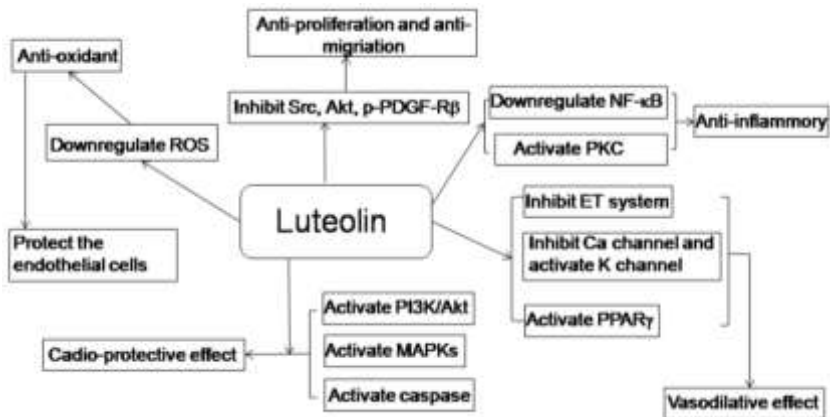 Anti-proliferation and anti-
migriation
Anti-oxidant
Inhibit Src, Akt, p-PDGF-Rβ
Downregulate NF-κB
Anti-inflammory
Downregulate ROS
Activate PKC
Luteolin
Inhibit ET system
Protect the
endothelial cells
Inhibit Ca channel and
activate K channel
Activate PI3K/Akt
Activate PPARγ
Cadio-protective effect
Activate MAPKs
Activate caspase
Vasodilative effect